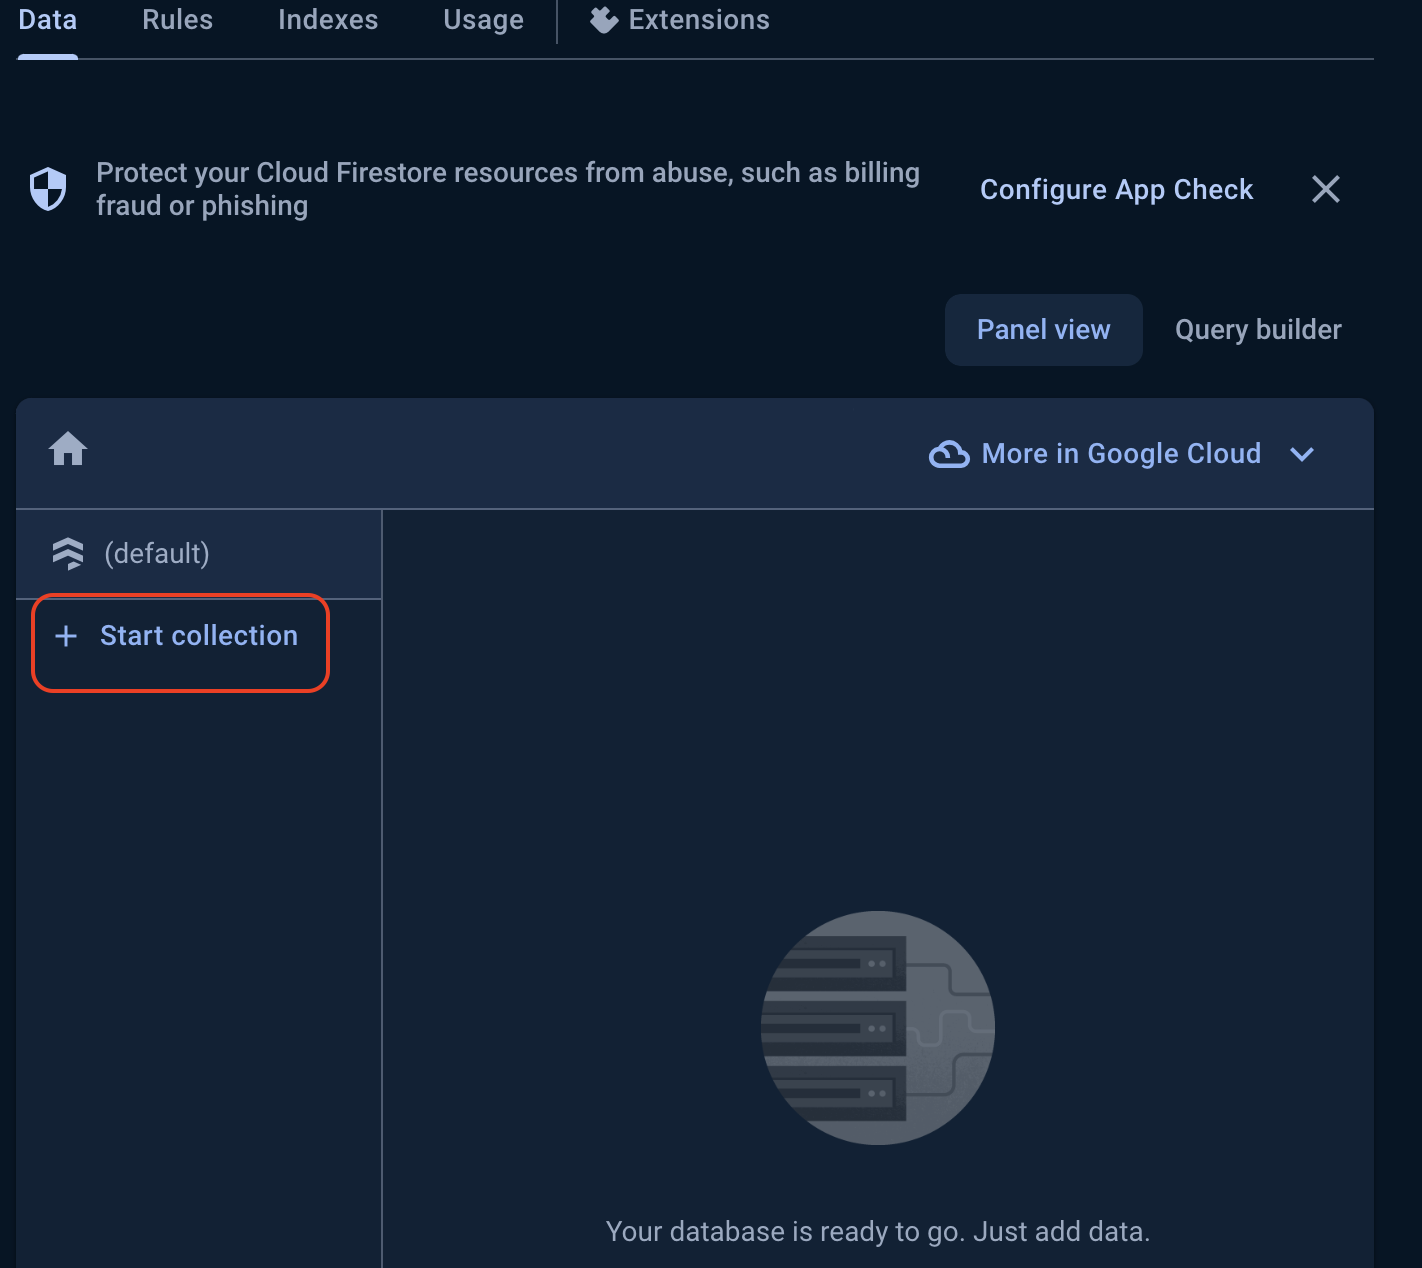 Data Rules Indexes Usage Extensions
Protect your Cloud Firestore resources from abuse, such as billing
fraud or phishing
Configure App Check
Panel view Query builder
More in Google Cloud
(default)
+ Start collection
Your database is ready to go. Just add data.